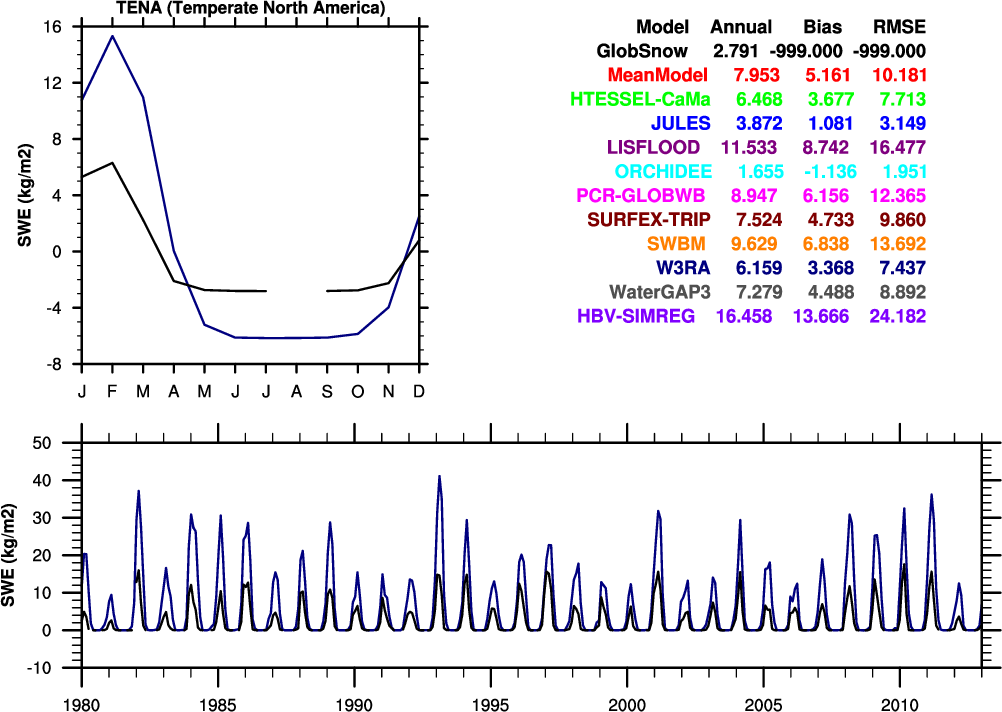 TENA (Temperate North America)
16
12
8
4
0
-4
-8
SWE (kg/m2)
J F M A M J J A S O N D
Model Annual Bias RMSE
GlobSnow 2.791 -999.000 -999.000
MeanModel 7.953 5.161 10.181
HTESSEL-CaMa 6.468 3.677 7.713
JULES 3.872 1.081 3.149
LISFLOOD 11.533 8.742 16.477
ORCHIDEE 1.655 -1.136 1.951
PCR-GLOBWB 8.947 6.156 12.365
SURFEX-TRIP 7.524 4.733 9.860
SWBM 9.629 6.838 13.692
W3RA 6.159 3.368 7.437
WaterGAP3 7.279 4.488 8.892
HBV-SIMREG 16.458 13.666 24.182
50
40
30
20
10
0
-10
SWE (kg/m2)
1980 1985 1990 1995 2000 2005 2010